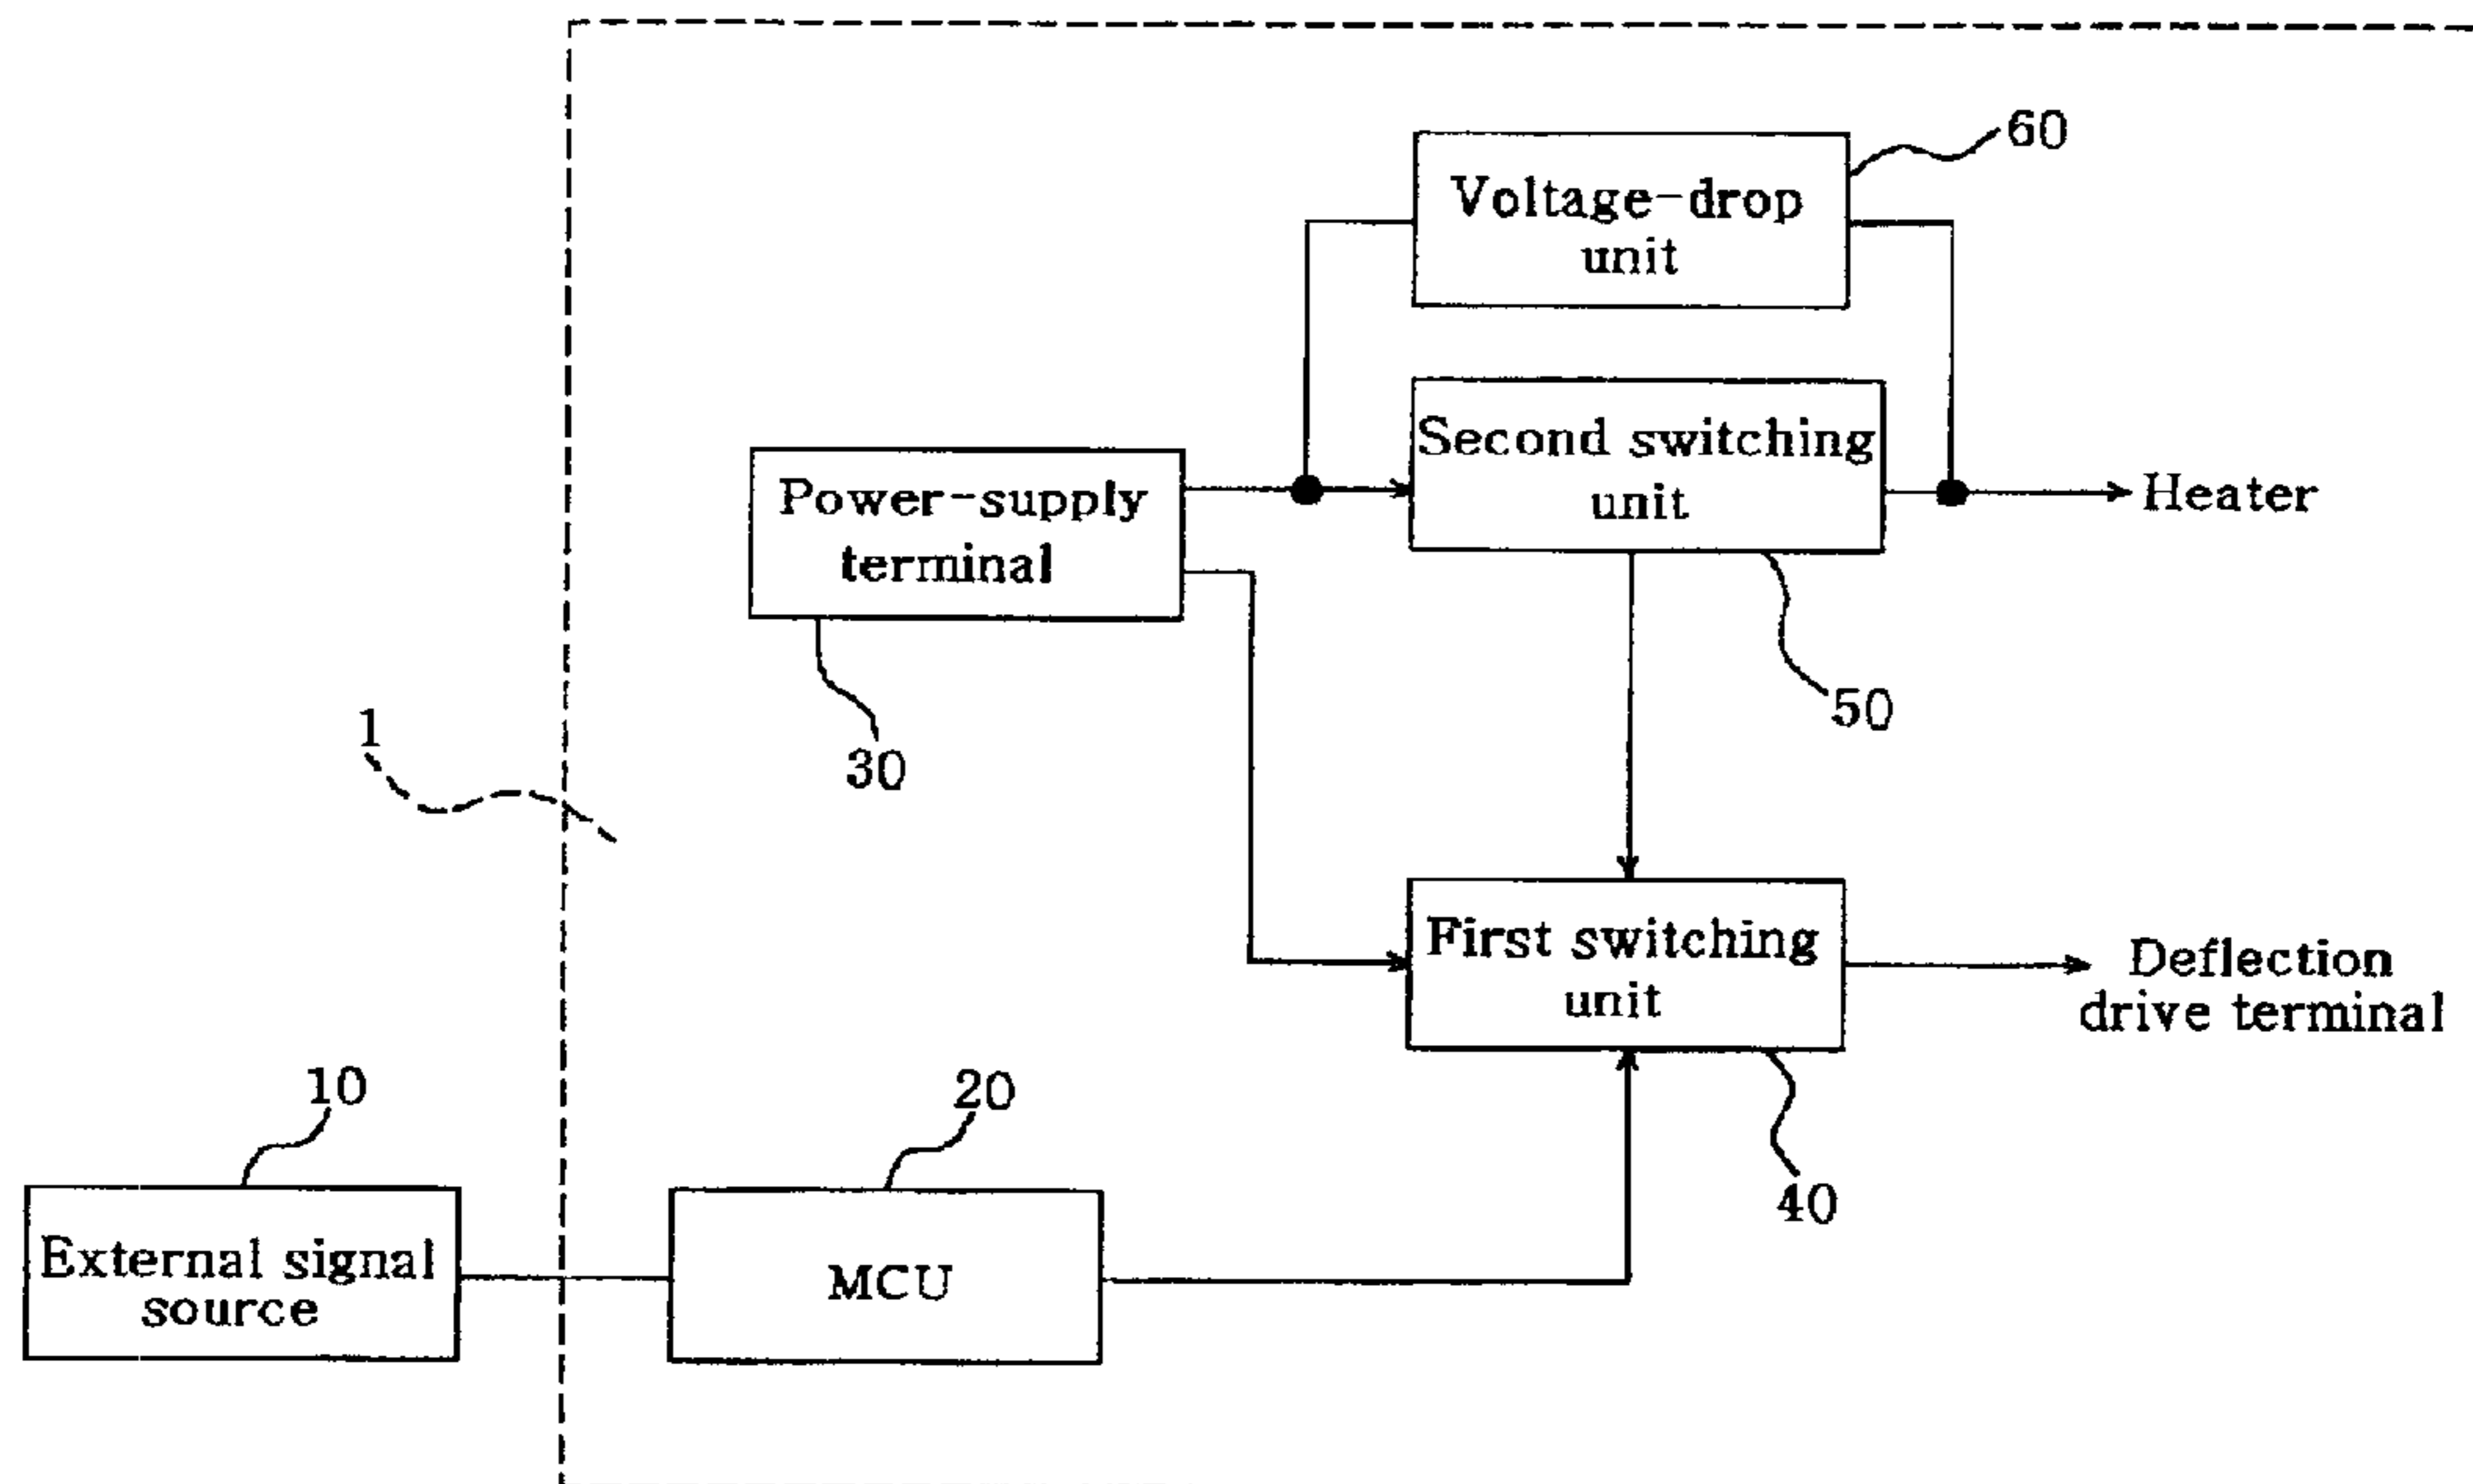 60
Voltage-drop
unit
Second switching
unit
Heater
Power-supply
terminal
50
1
30
First switching
unit
Deflection
drive terminal
10
20
40
External signal
source
MCU